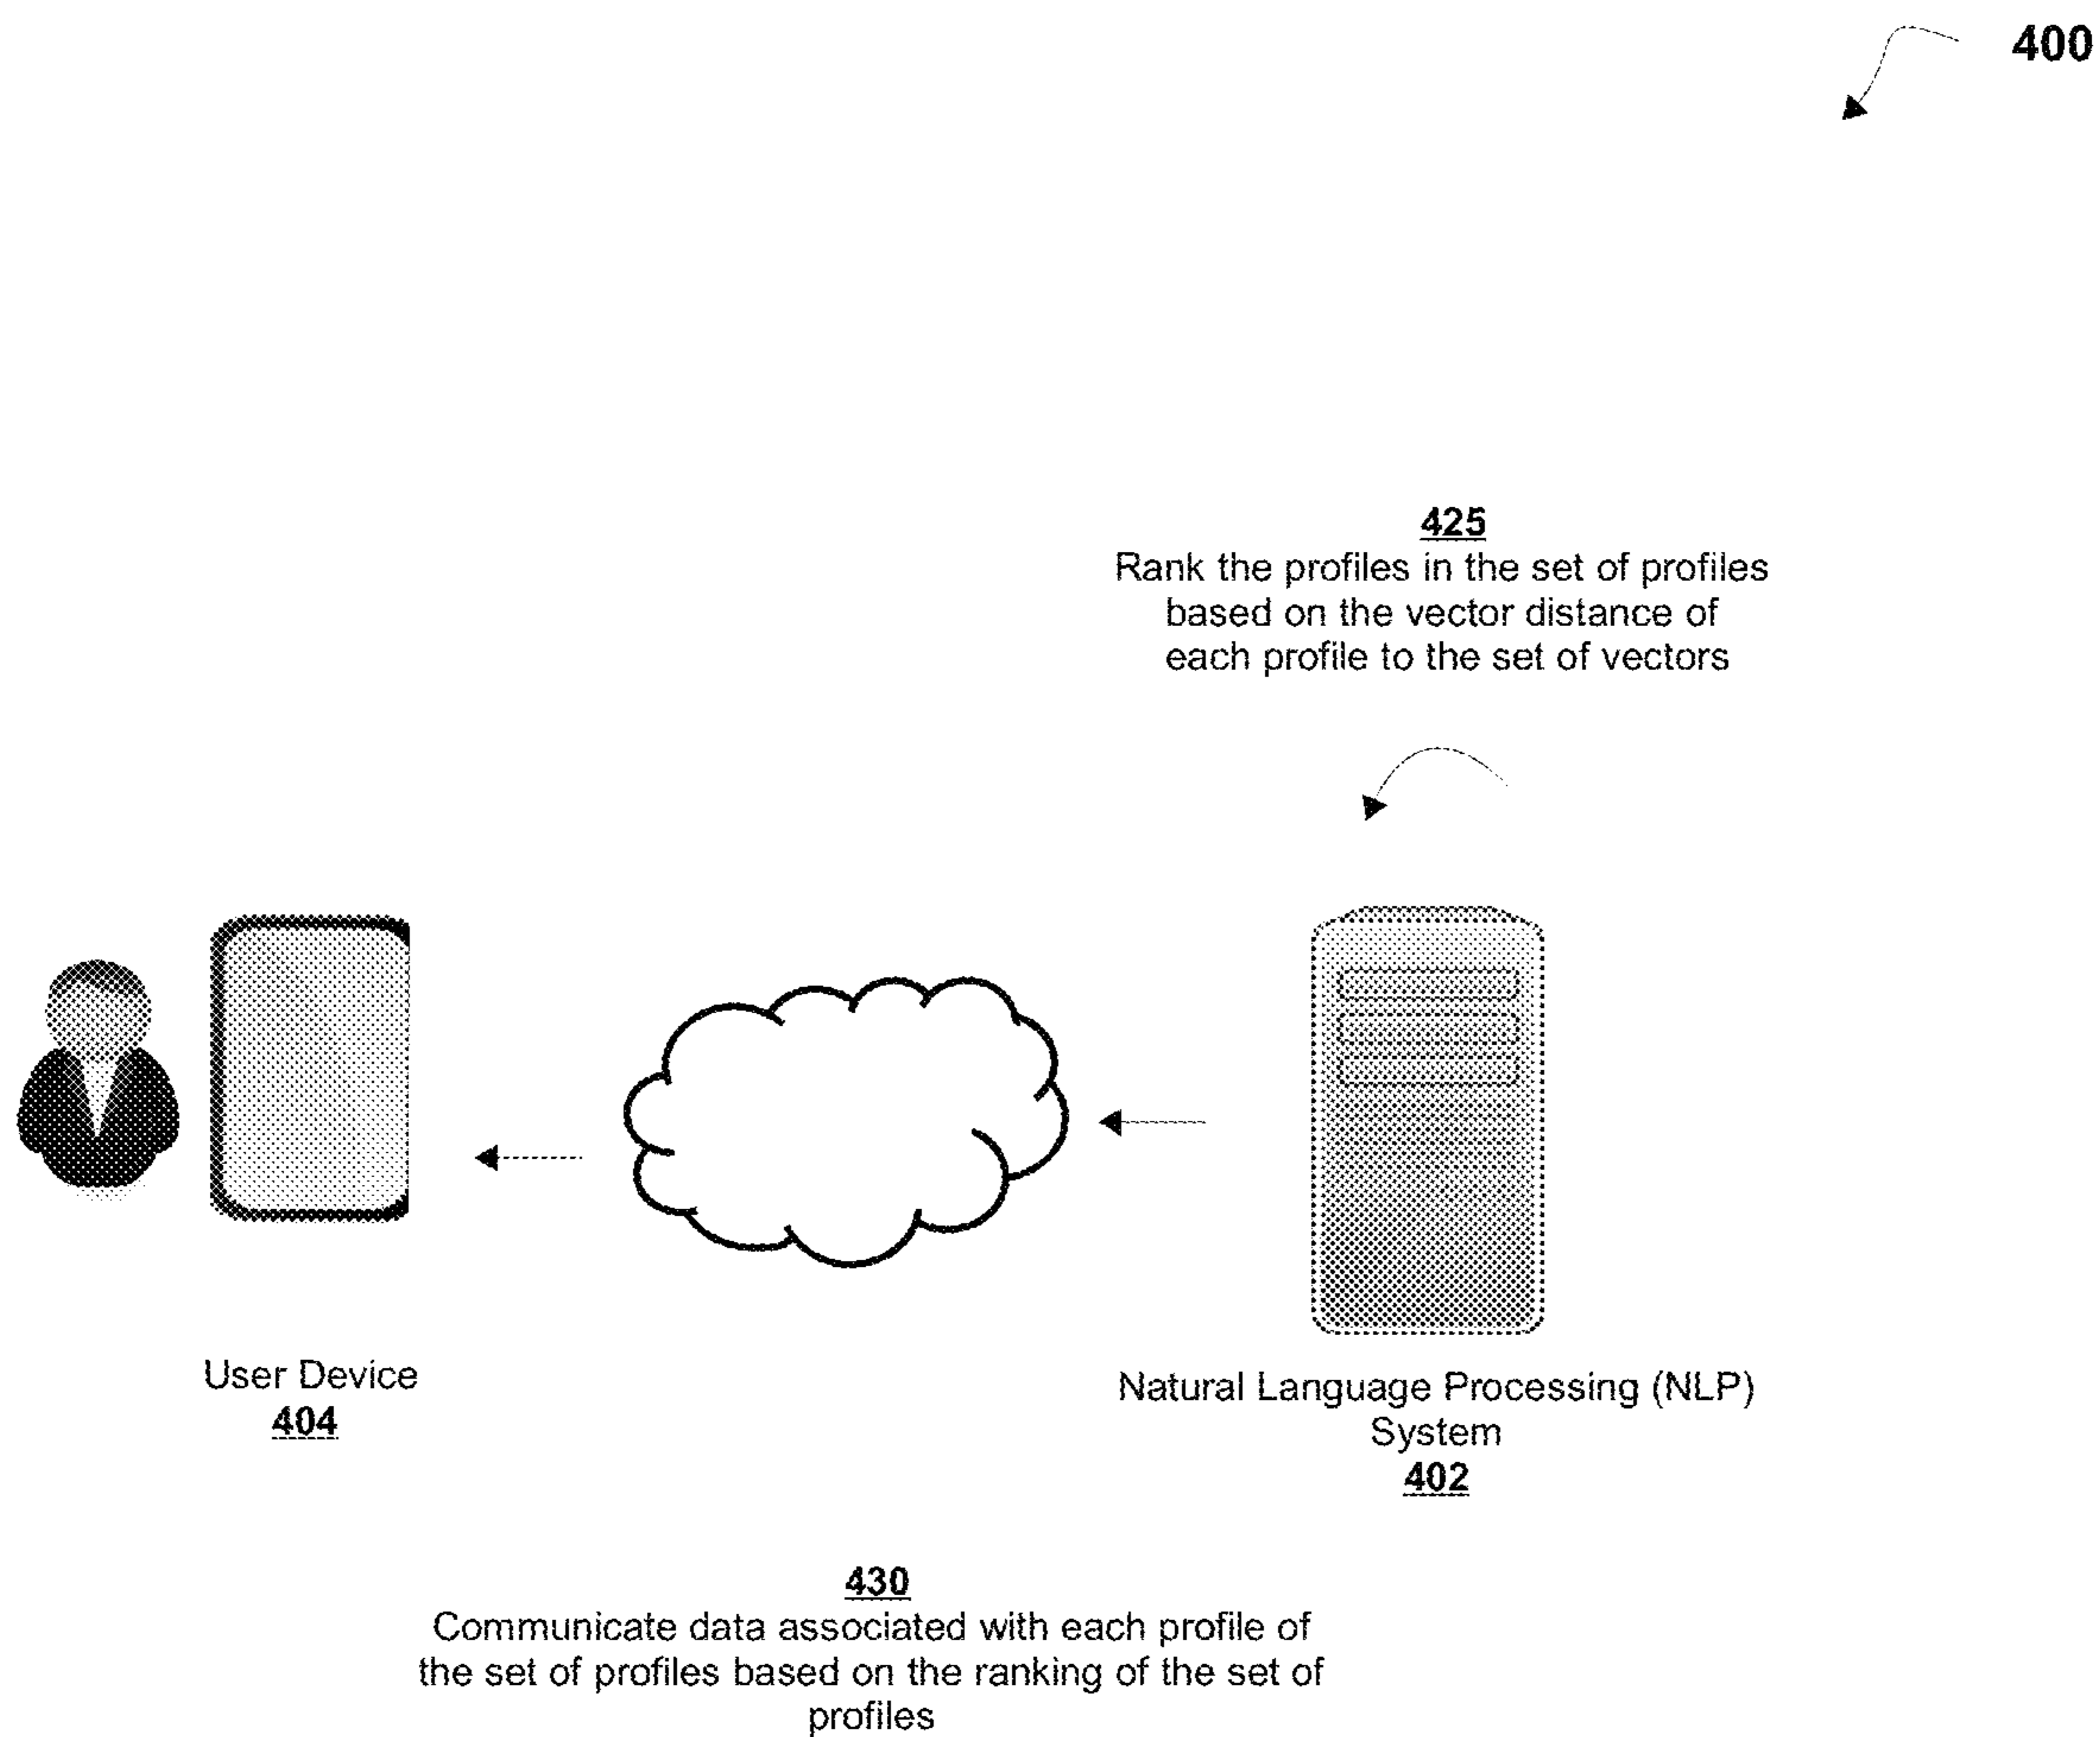 400
425
Rank the profiles in the set of profiles
based on the vector distance of
each profile to the set of vectors
User Device
404
Natural Language Processing (NLP)
System
402
430
Communicate data associated with each profile of
the set of profiles based on the ranking of the set of
profiles